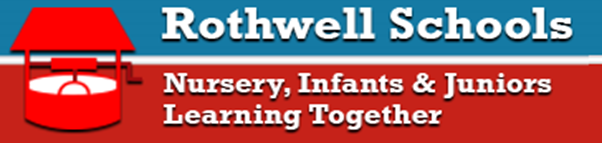 Rothwell Schools
Nursery, Infants & Juniors
Learning Together